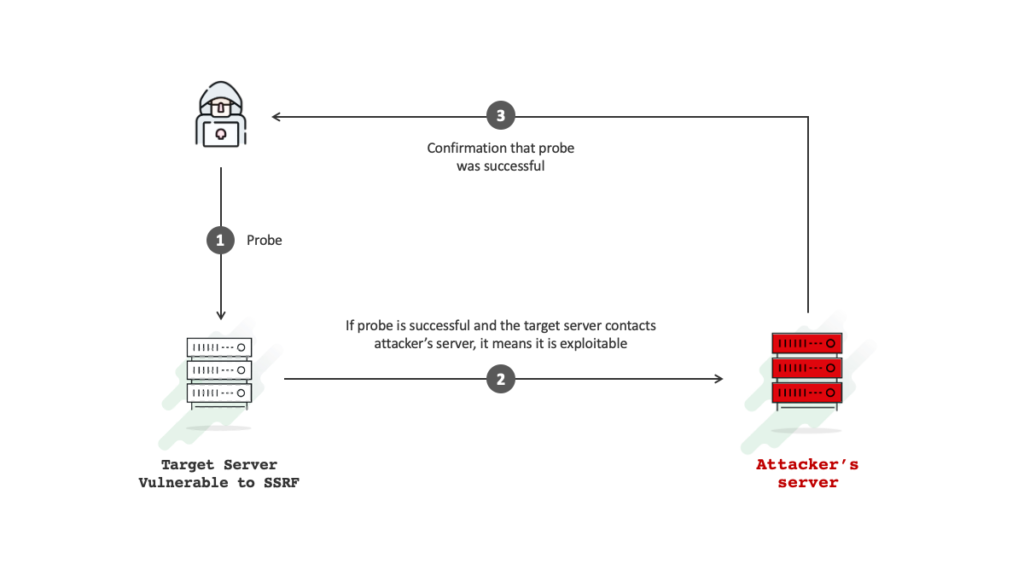 3
Confirmation that probe
was successful
1 Probe
If probe is successful and the target server contacts
attacker’s server, it means it is exploitable
2
Target Server
Vulnerable to SSRF
Attacker’s
server